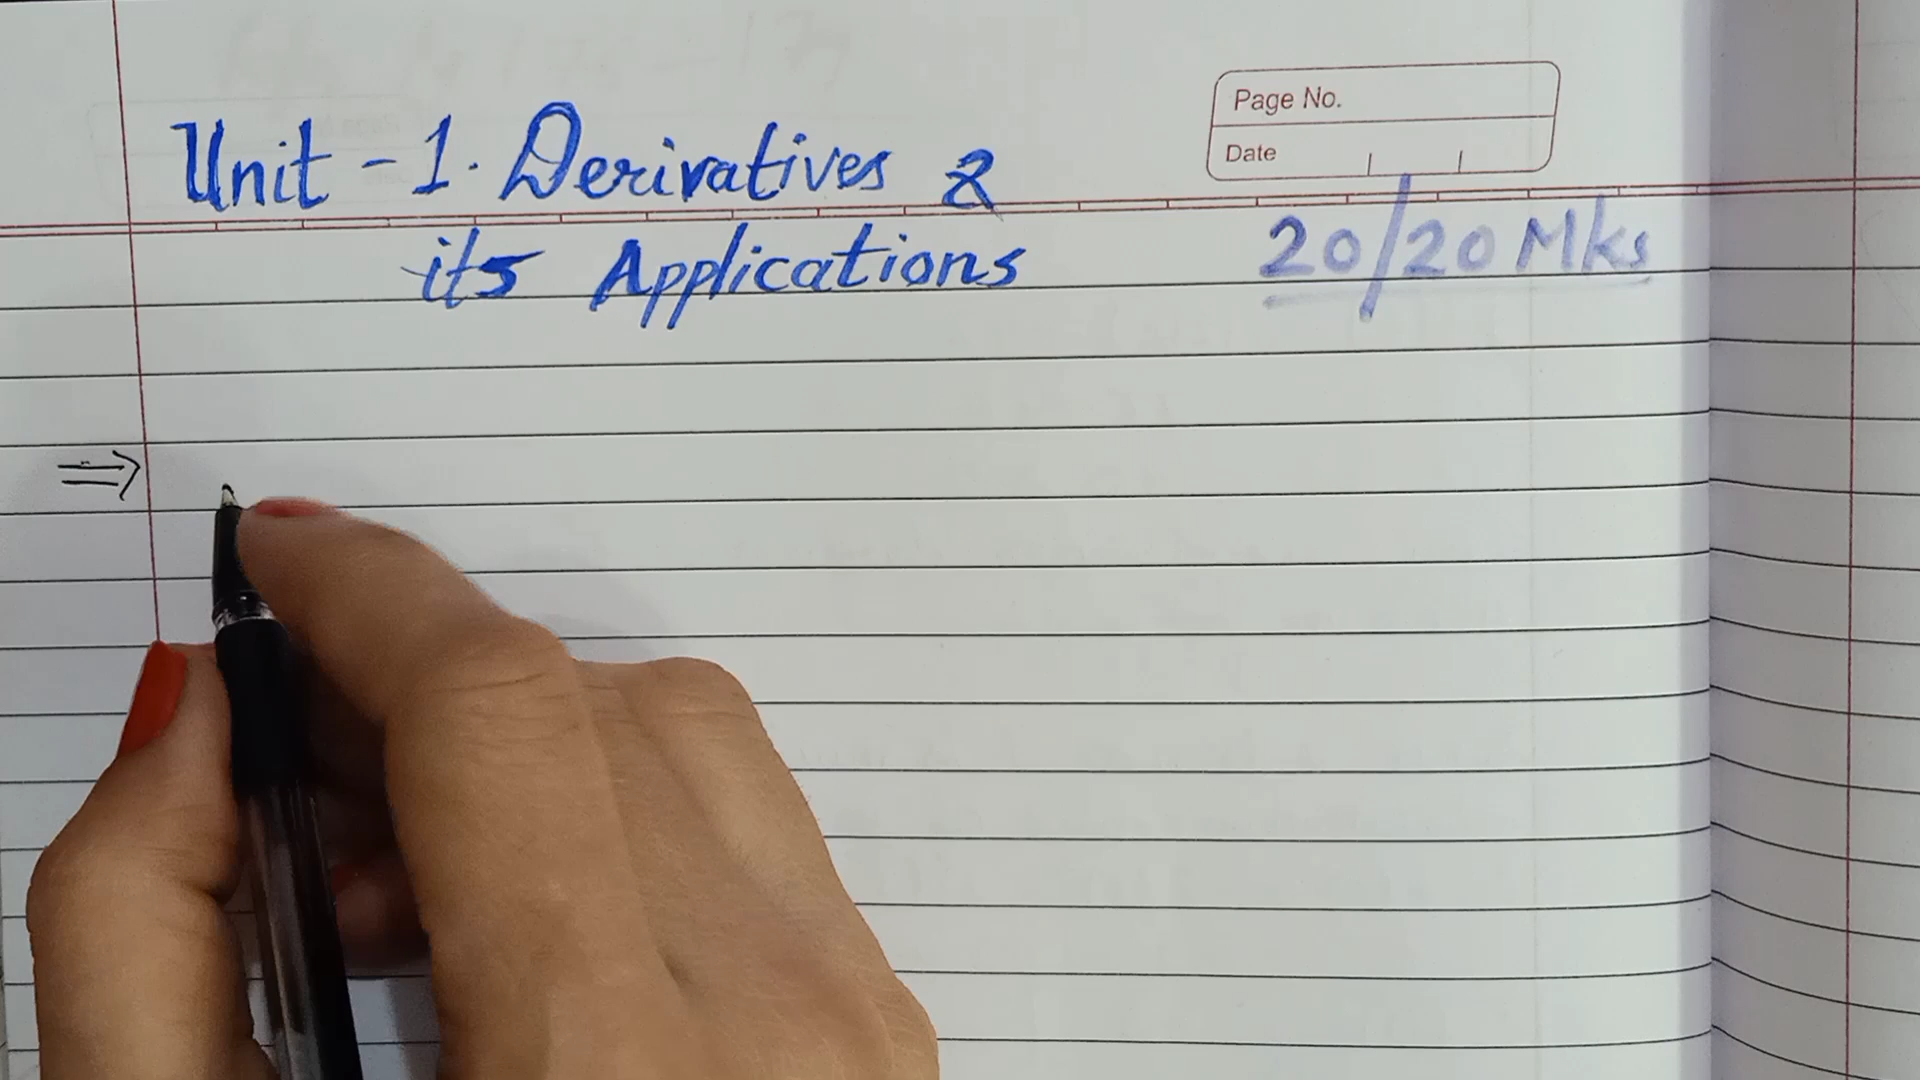 Page No.
Date
Unit - 1. Derivatives &
its Applications
20/20 Mks
⇒